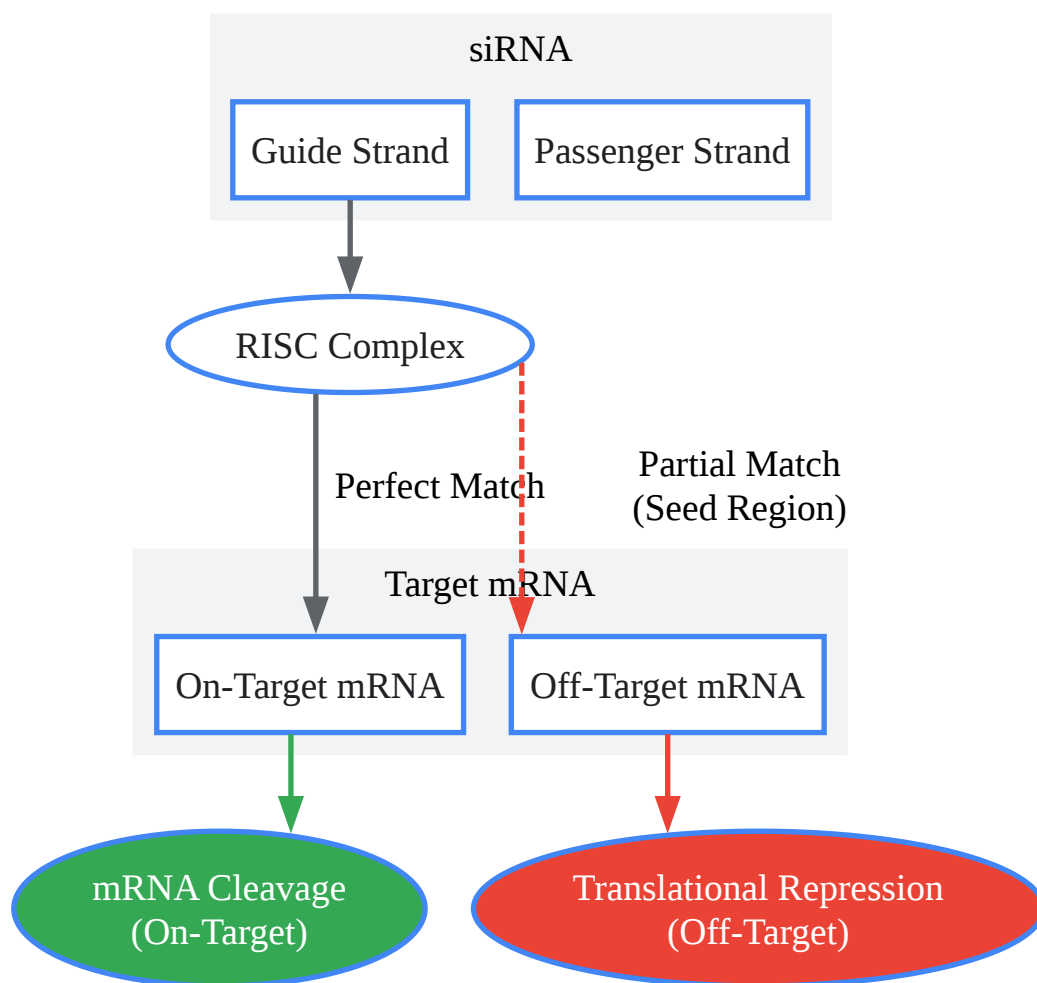 siRNA
Guide Strand
Passenger Strand
RISC Complex
Perfect Match
Partial Match
(Seed Region)
Target mRNA
On-Target mRNA
Off-Target mRNA
mRNA Cleavage
(On-Target)
Translational Repression
(Off-Target)